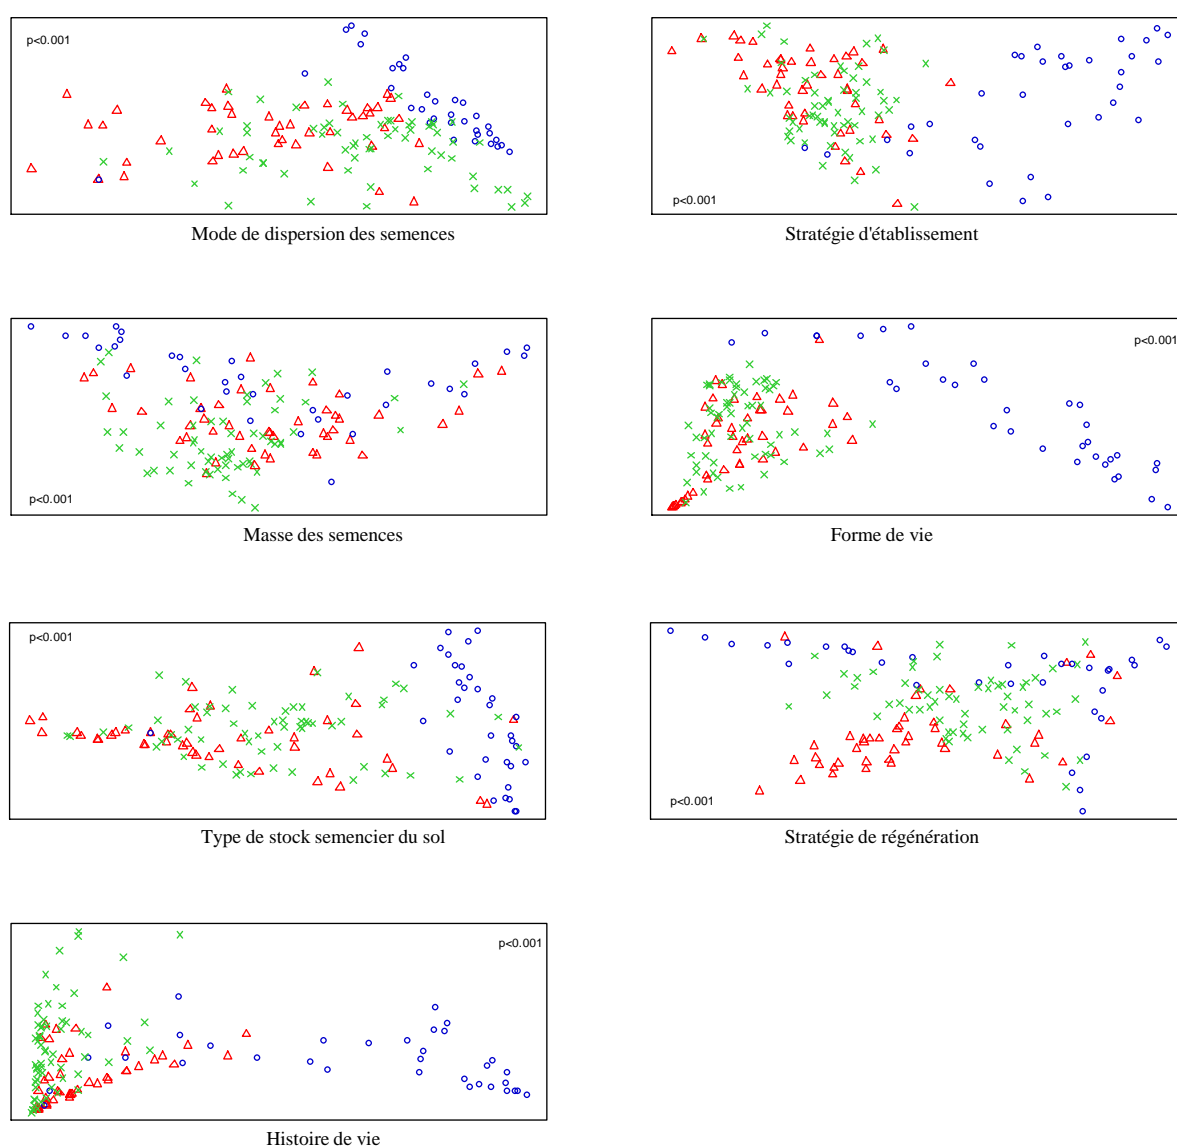 p<0.001
Mode de dispersion des semences
p<0.001
Stratégie d'établissement
p<0.001
Masse des semences
p<0.001
Forme de vie
p<0.001
Type de stock semencier du sol
p<0.001
Stratégie de régénération
p<0.001
Histoire de vie